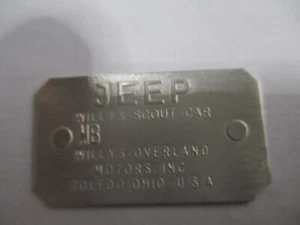 JEEP
WILLYS SCOUT CAR
MB
WILLYS OVERLAND
MOTORS, INC
TOLEDO, OHIO U.S.A